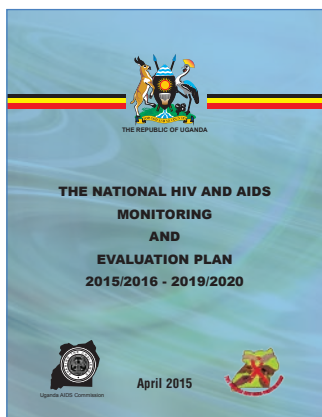 THE REPUBLIC OF UGANDA
THE NATIONAL HIV AND AIDS
MONITORING
AND
EVALUATION PLAN
2015/2016 - 2019/2020
Uganda AIDS Commission
April 2015